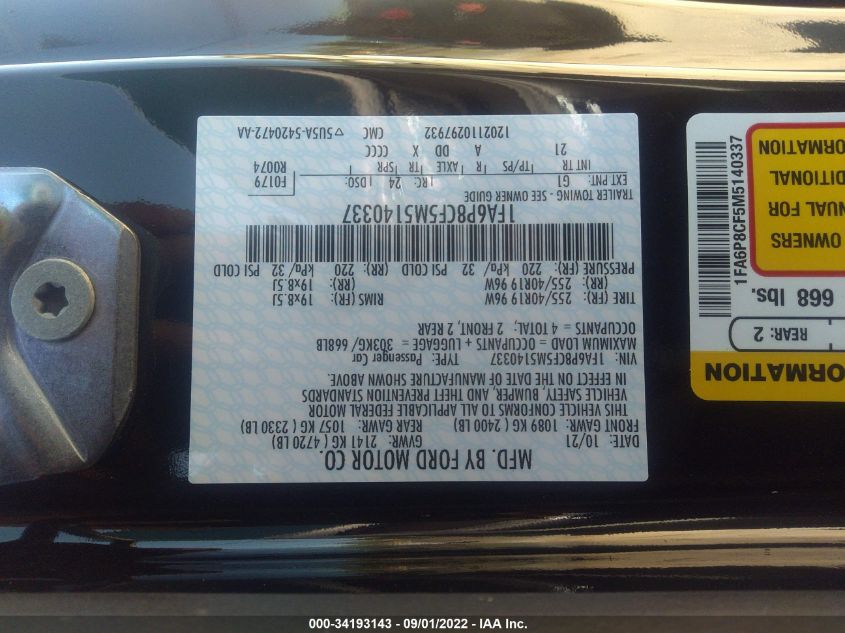 MFD. BY FORD MOTOR CO.
DATE: 10/21 GVWR: 2141 KG ( 4720 LB)
FRONT GAWR: 1089 KG ( 2400 LB) REAR GAWR: 1057 KG ( 2330 LB)
THIS VEHICLE CONFORMS TO ALL APPLICABLE FEDERAL MOTOR
VEHICLE SAFETY, BUMPER, AND THEFT PREVENTION STANDARDS
IN EFFECT ON THE DATE OF MANUFACTURE SHOWN ABOVE.
VIN: 1FA6P8CF5M5140337 TYPE: Passenger Car
MAXIMUM LOAD = OCCUPANTS + LUGGAGE = 303KG/668LB
OCCUPANTS = 4 TOTAL; 2 FRONT, 2 REAR
TIRE (FR): 255/40R19 96W RIMS (FR): 19x8.5J
(RR): 255/40R19 96W (RR): 19x8.5J
PRESSURE (FR): 220 kPa/ 32 PSI COLD (RR): 220 kPa/ 32 PSI COLD
1FA6P8CF5M5140337
TRAILER TOWING - SEE OWNER GUIDE
EXT PNT: G1 RC: 24 DSO: F0179
INT TR TP/PS R AXLE TR SPR R0074
21 A DD X CCCC
120211029793​2 CMC ▽5U5A-5420472-AA
ORMATION
REAR: 2
668 lbs.
OWNERS
NUAL FOR
DITIONAL
ORMATION
1FA6P8CF5M5140337
000-34193143 - 09/01/2022 - IAA Inc.